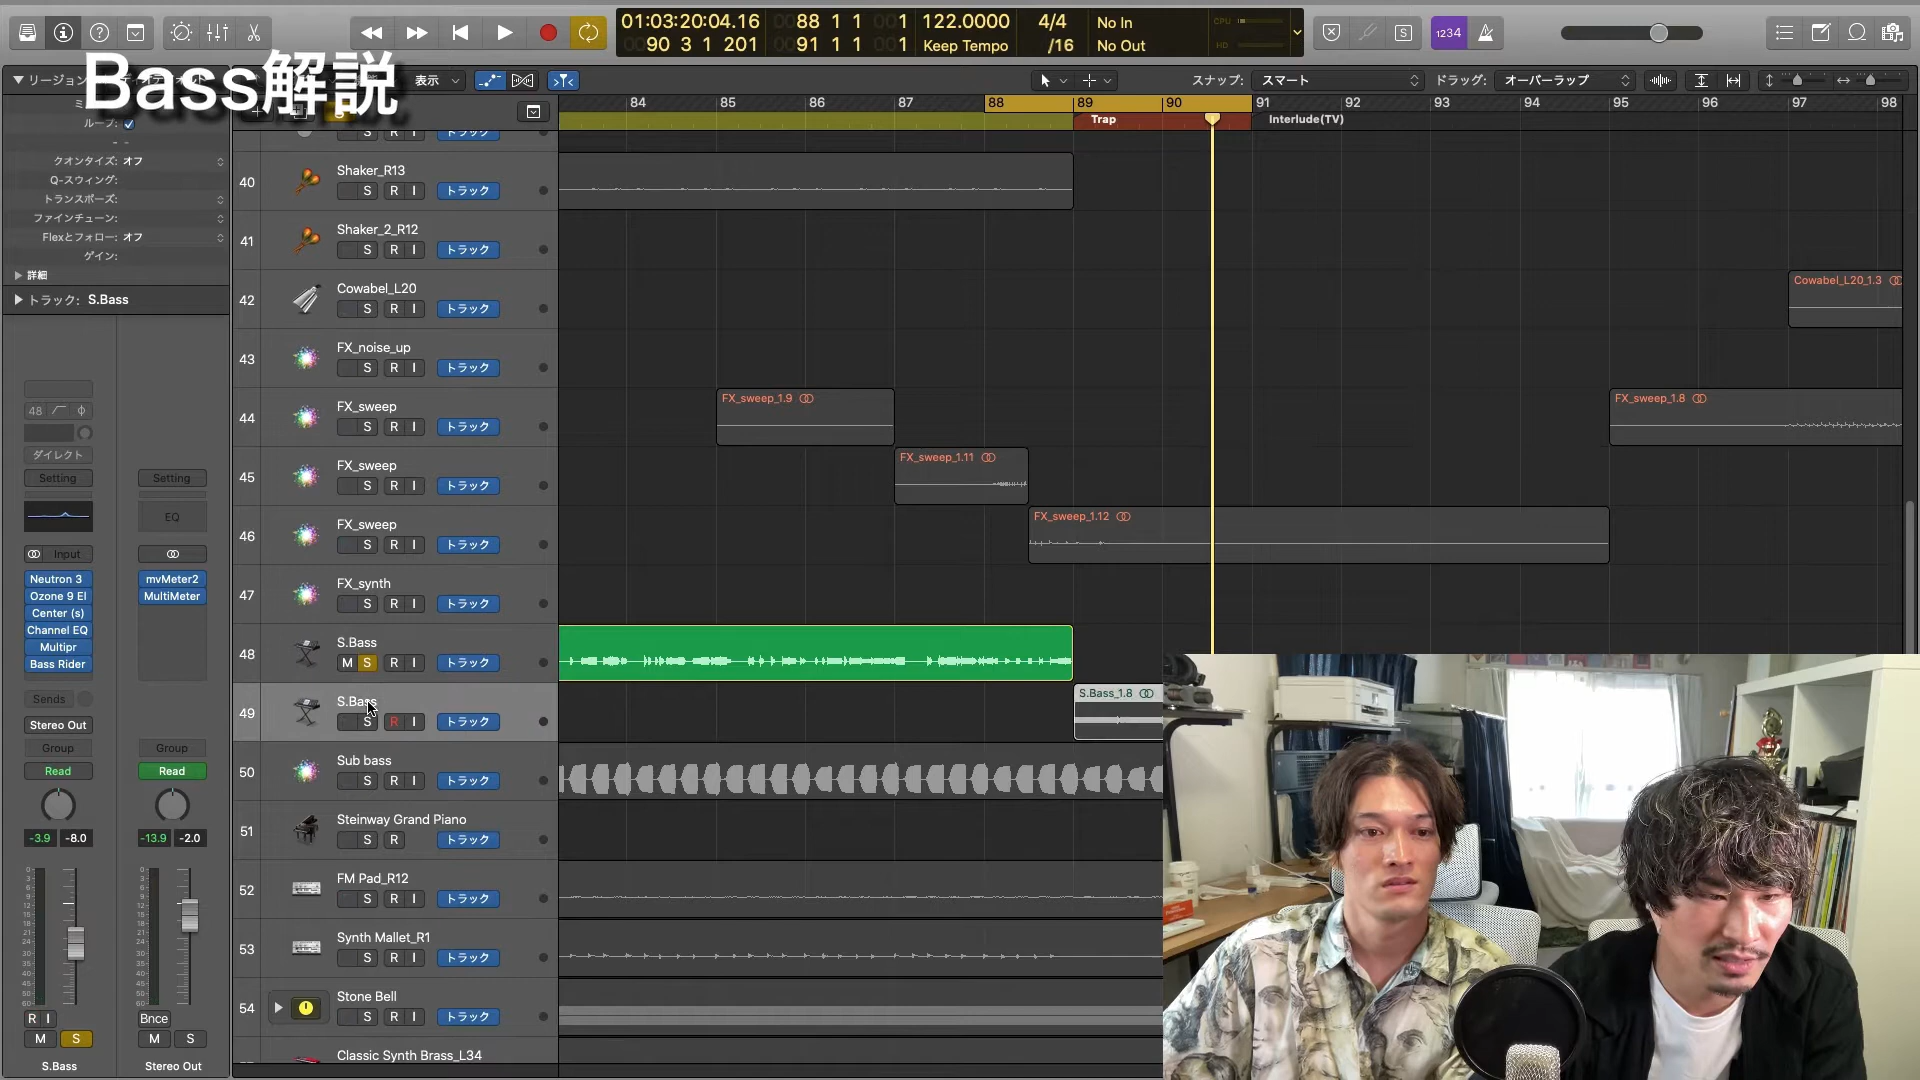 01:03:20:04.16
90 3 1 201
88 1 1 1
91 1 1 1
122.0000
Keep Tempo
4/4
/16
No In
No Out
CPU
HD
1234
Bass解説
リージョン
表示
スナップ: スマート
ドラッグ: オーバーラップ
84 85 86 87 88 89 90 91 92 93 94 95 96 97 98
Trap
Interlude(TV)
ループ:
クオンタイズ: オフ
Q-スウィング:
トランスポーズ:
ファインチューン:
Flexとフォロー: オフ
ゲイン:
詳細
トラック: S.Bass
40 Shaker_R13
S R I トラック
41 Shaker_2_R12
S R I トラック
42 Cowabel_L20
S R I トラック
Cowabel_L20_1.3
43 FX_noise_up
S R I トラック
44 FX_sweep
S R I トラック
FX_sweep_1.9
FX_sweep_1.8
45 FX_sweep
S R I トラック
FX_sweep_1.11
46 FX_sweep
S R I トラック
FX_sweep_1.12
47 FX_synth
S R I トラック
48 S.Bass
M S R I トラック
49 S.Bass
S R I トラック
S.Bass_1.8
50 Sub bass
S R I トラック
51 Steinway Grand Piano
S R トラック
52 FM Pad_R12
S R I トラック
53 Synth Mallet_R1
S R I トラック
54 Stone Bell
S R I トラック
Classic Synth Brass_L34
48
ダイレクト
Setting Setting
EQ
Input
Neutron 3 mvMeter2
Ozone 9 El MultiMeter
Center (s)
Channel EQ
Multipr
Bass Rider
Sends
Stereo Out
Group Group
Read Read
-3.9 -8.0 -13.9 -2.0
R I Bnce
M S M S
S.Bass Stereo Out